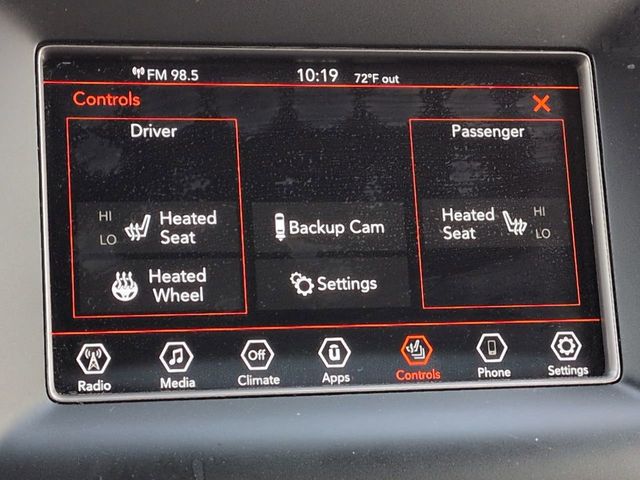 FM 98.5 10:19 72°F out
Controls
Driver
Passenger
HI
LO
Heated
Seat
Backup Cam
Heated
Seat
HI
LO
Heated
Wheel
Settings
Radio
Media
Off
Climate
Apps
Controls
Phone
Settings